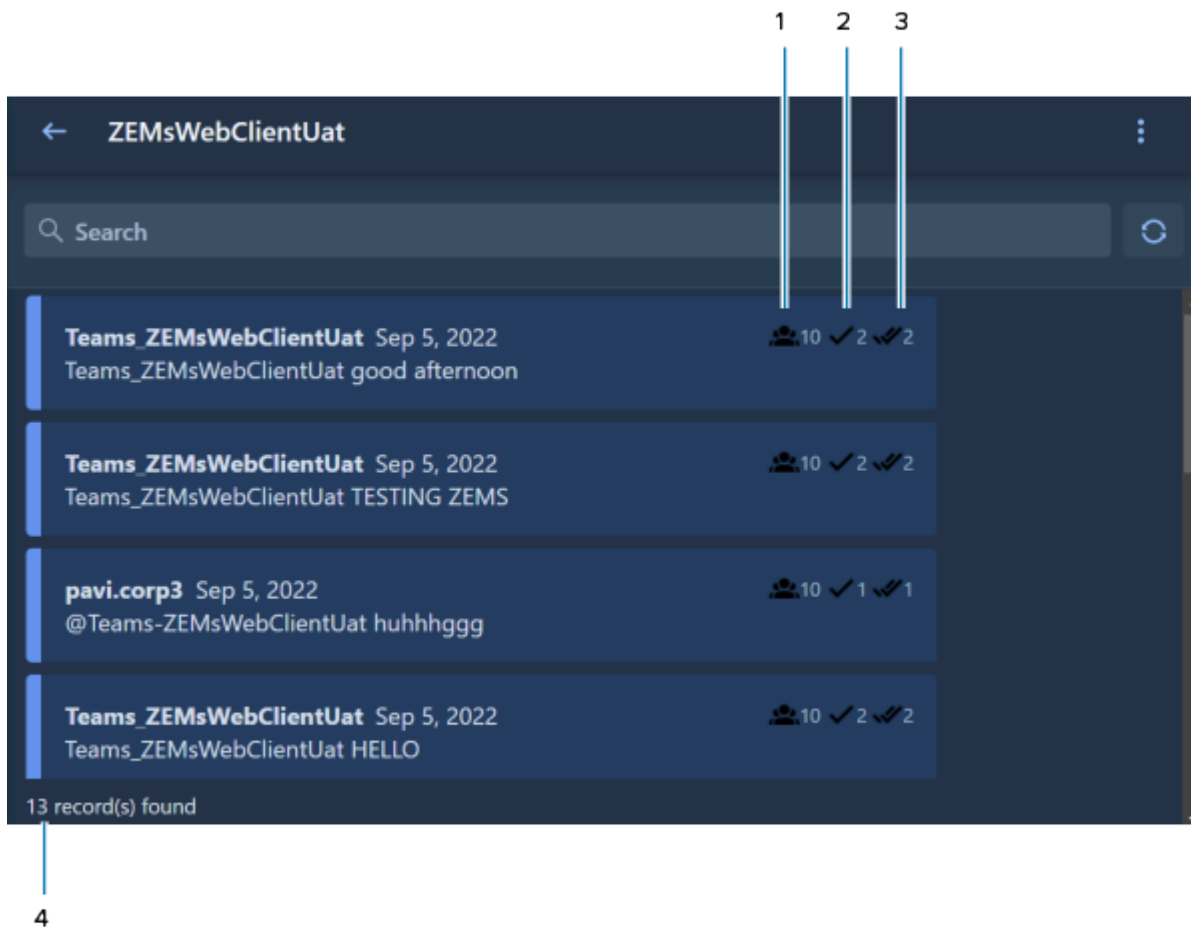 1 2 3
ZEMsWebClientUat
Search
Teams_ZEMsWebClientUat Sep 5, 2022 10 2 2
Teams_ZEMsWebClientUat good afternoon
Teams_ZEMsWebClientUat Sep 5, 2022 10 2 2
Teams_ZEMsWebClientUat TESTING ZEMS
pavi.corp3 Sep 5, 2022 10 1 1
@Teams-ZEMsWebClientUat huhhhggg
Teams_ZEMsWebClientUat Sep 5, 2022 10 2 2
Teams_ZEMsWebClientUat HELLO
13 record(s) found
4